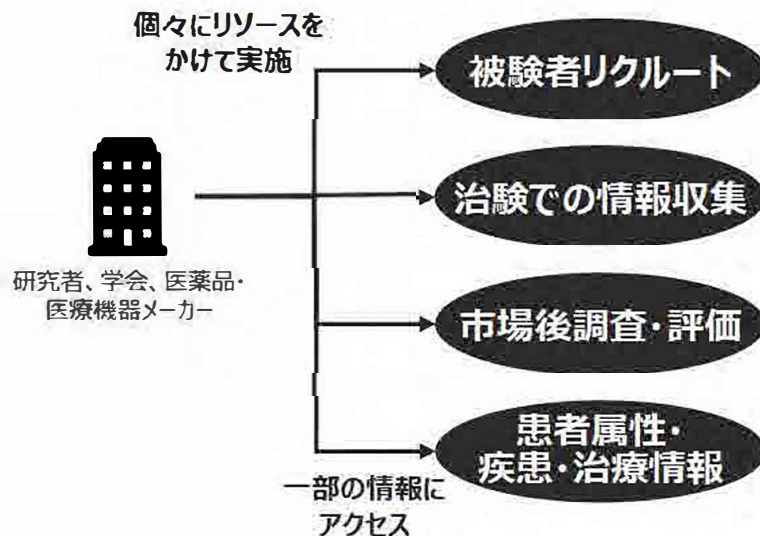 個々にリソースを
かけて実施
被験者リクルート
治験での情報収集
研究者、学会、医薬品・
医療機器メーカー
市場後調査・評価
患者属性・
疾患・治療情報
一部の情報に
アクセス